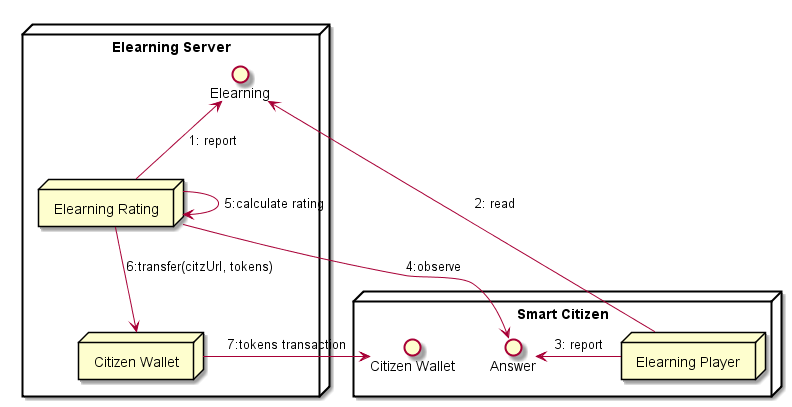 Elearning Server
Elearning
1: report
Elearning Rating
5:calculate rating
2: read
6:transfer(citzUrl, tokens)
4:observe
Smart Citizen
Citizen Wallet
7:tokens transaction
Citizen Wallet
Answer
3: report
Elearning Player